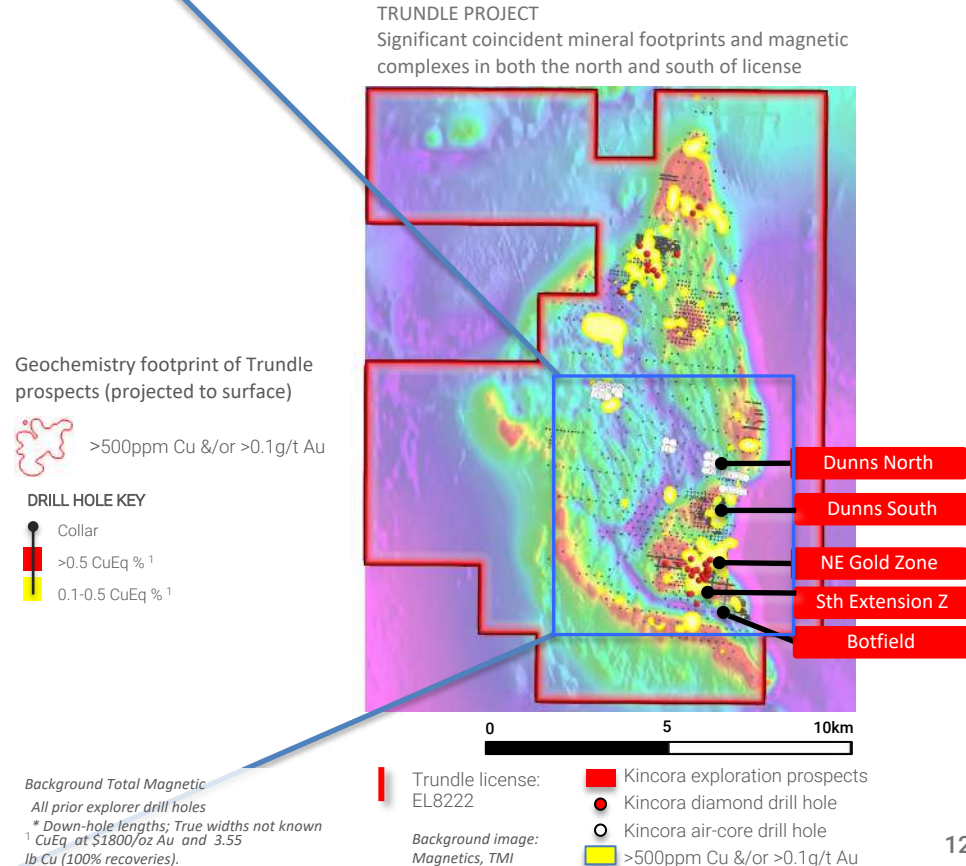 TRUNDLE PROJECT
Significant coincident mineral footprints and magnetic
complexes in both the north and south of license
Geochemistry footprint of Trundle
prospects (projected to surface)
>500ppm Cu &/or >0.1g/t Au
DRILL HOLE KEY
Collar
>0.5 CuEq % 1
0.1-0.5 CuEq % 1
Dunns North
Dunns South
NE Gold Zone
Sth Extension Z
Botfield
0 5 10km
Background Total Magnetic
All prior explorer drill holes
* Down-hole lengths; True widths not known
1 CuEq at $1800/oz Au and 3.55
lb Cu (100% recoveries).
Trundle license:
EL8222
Background image:
Magnetics, TMI
Kincora exploration prospects
Kincora diamond drill hole
Kincora air-core drill hole
>500ppm Cu &/or >0.1g/t Au
12